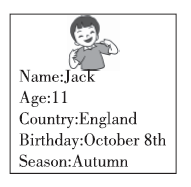 Name:Jack
Age:11
Country:England
Birthday:October 8th
Season:Autumn